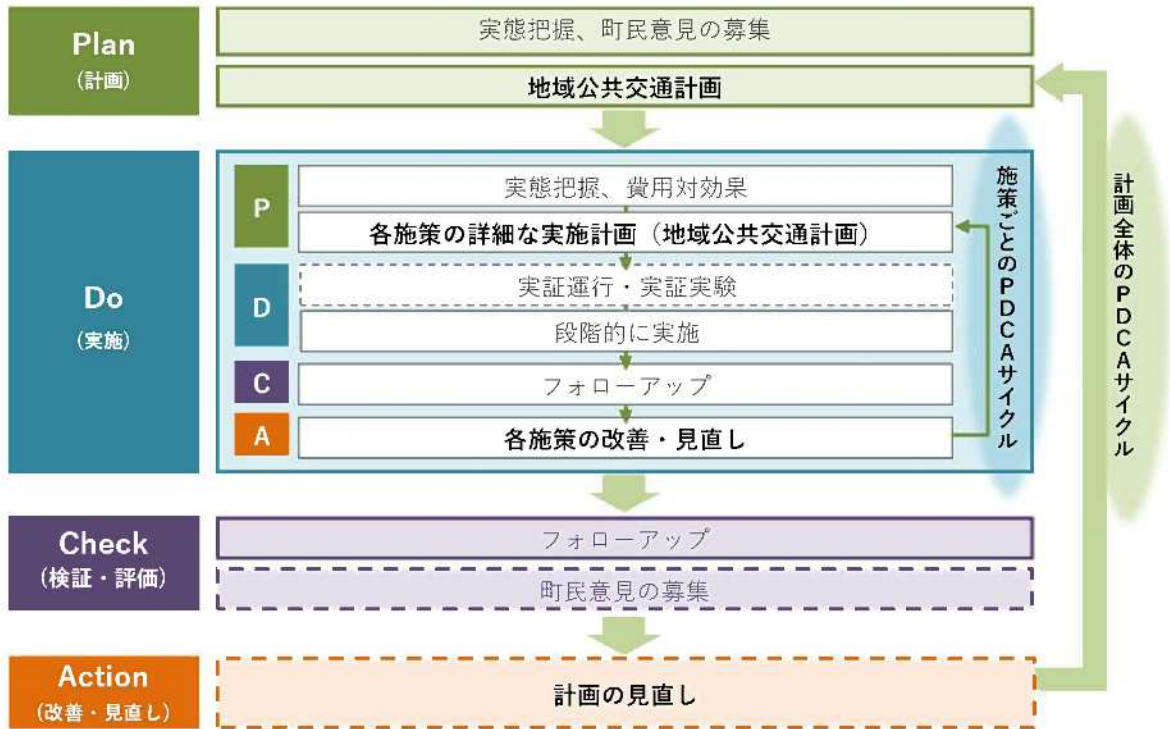 Plan
(計画)
実態把握、町民意見の募集
地域公共交通計画
Do
(実施)
P
実態把握、費用対効果
各施策の詳細な実施計画（地域公共交通計画）
D
実証運行・実証実験
段階的に実施
C
フォローアップ
A
各施策の改善・見直し
施策ごとのPDCAサイクル
計画全体のPDCAサイクル
Check
(検証・評価)
フォローアップ
町民意見の募集
Action
(改善・見直し)
計画の見直し